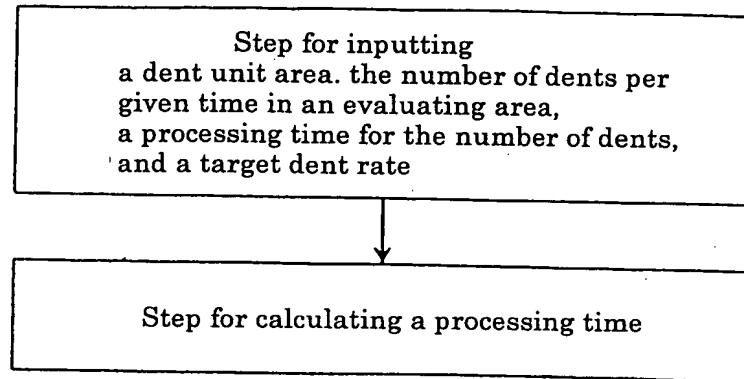 Step for inputting
a dent unit area. the number of dents per
given time in an evaluating area,
a processing time for the number of dents,
and a target dent rate
Step for calculating a processing time